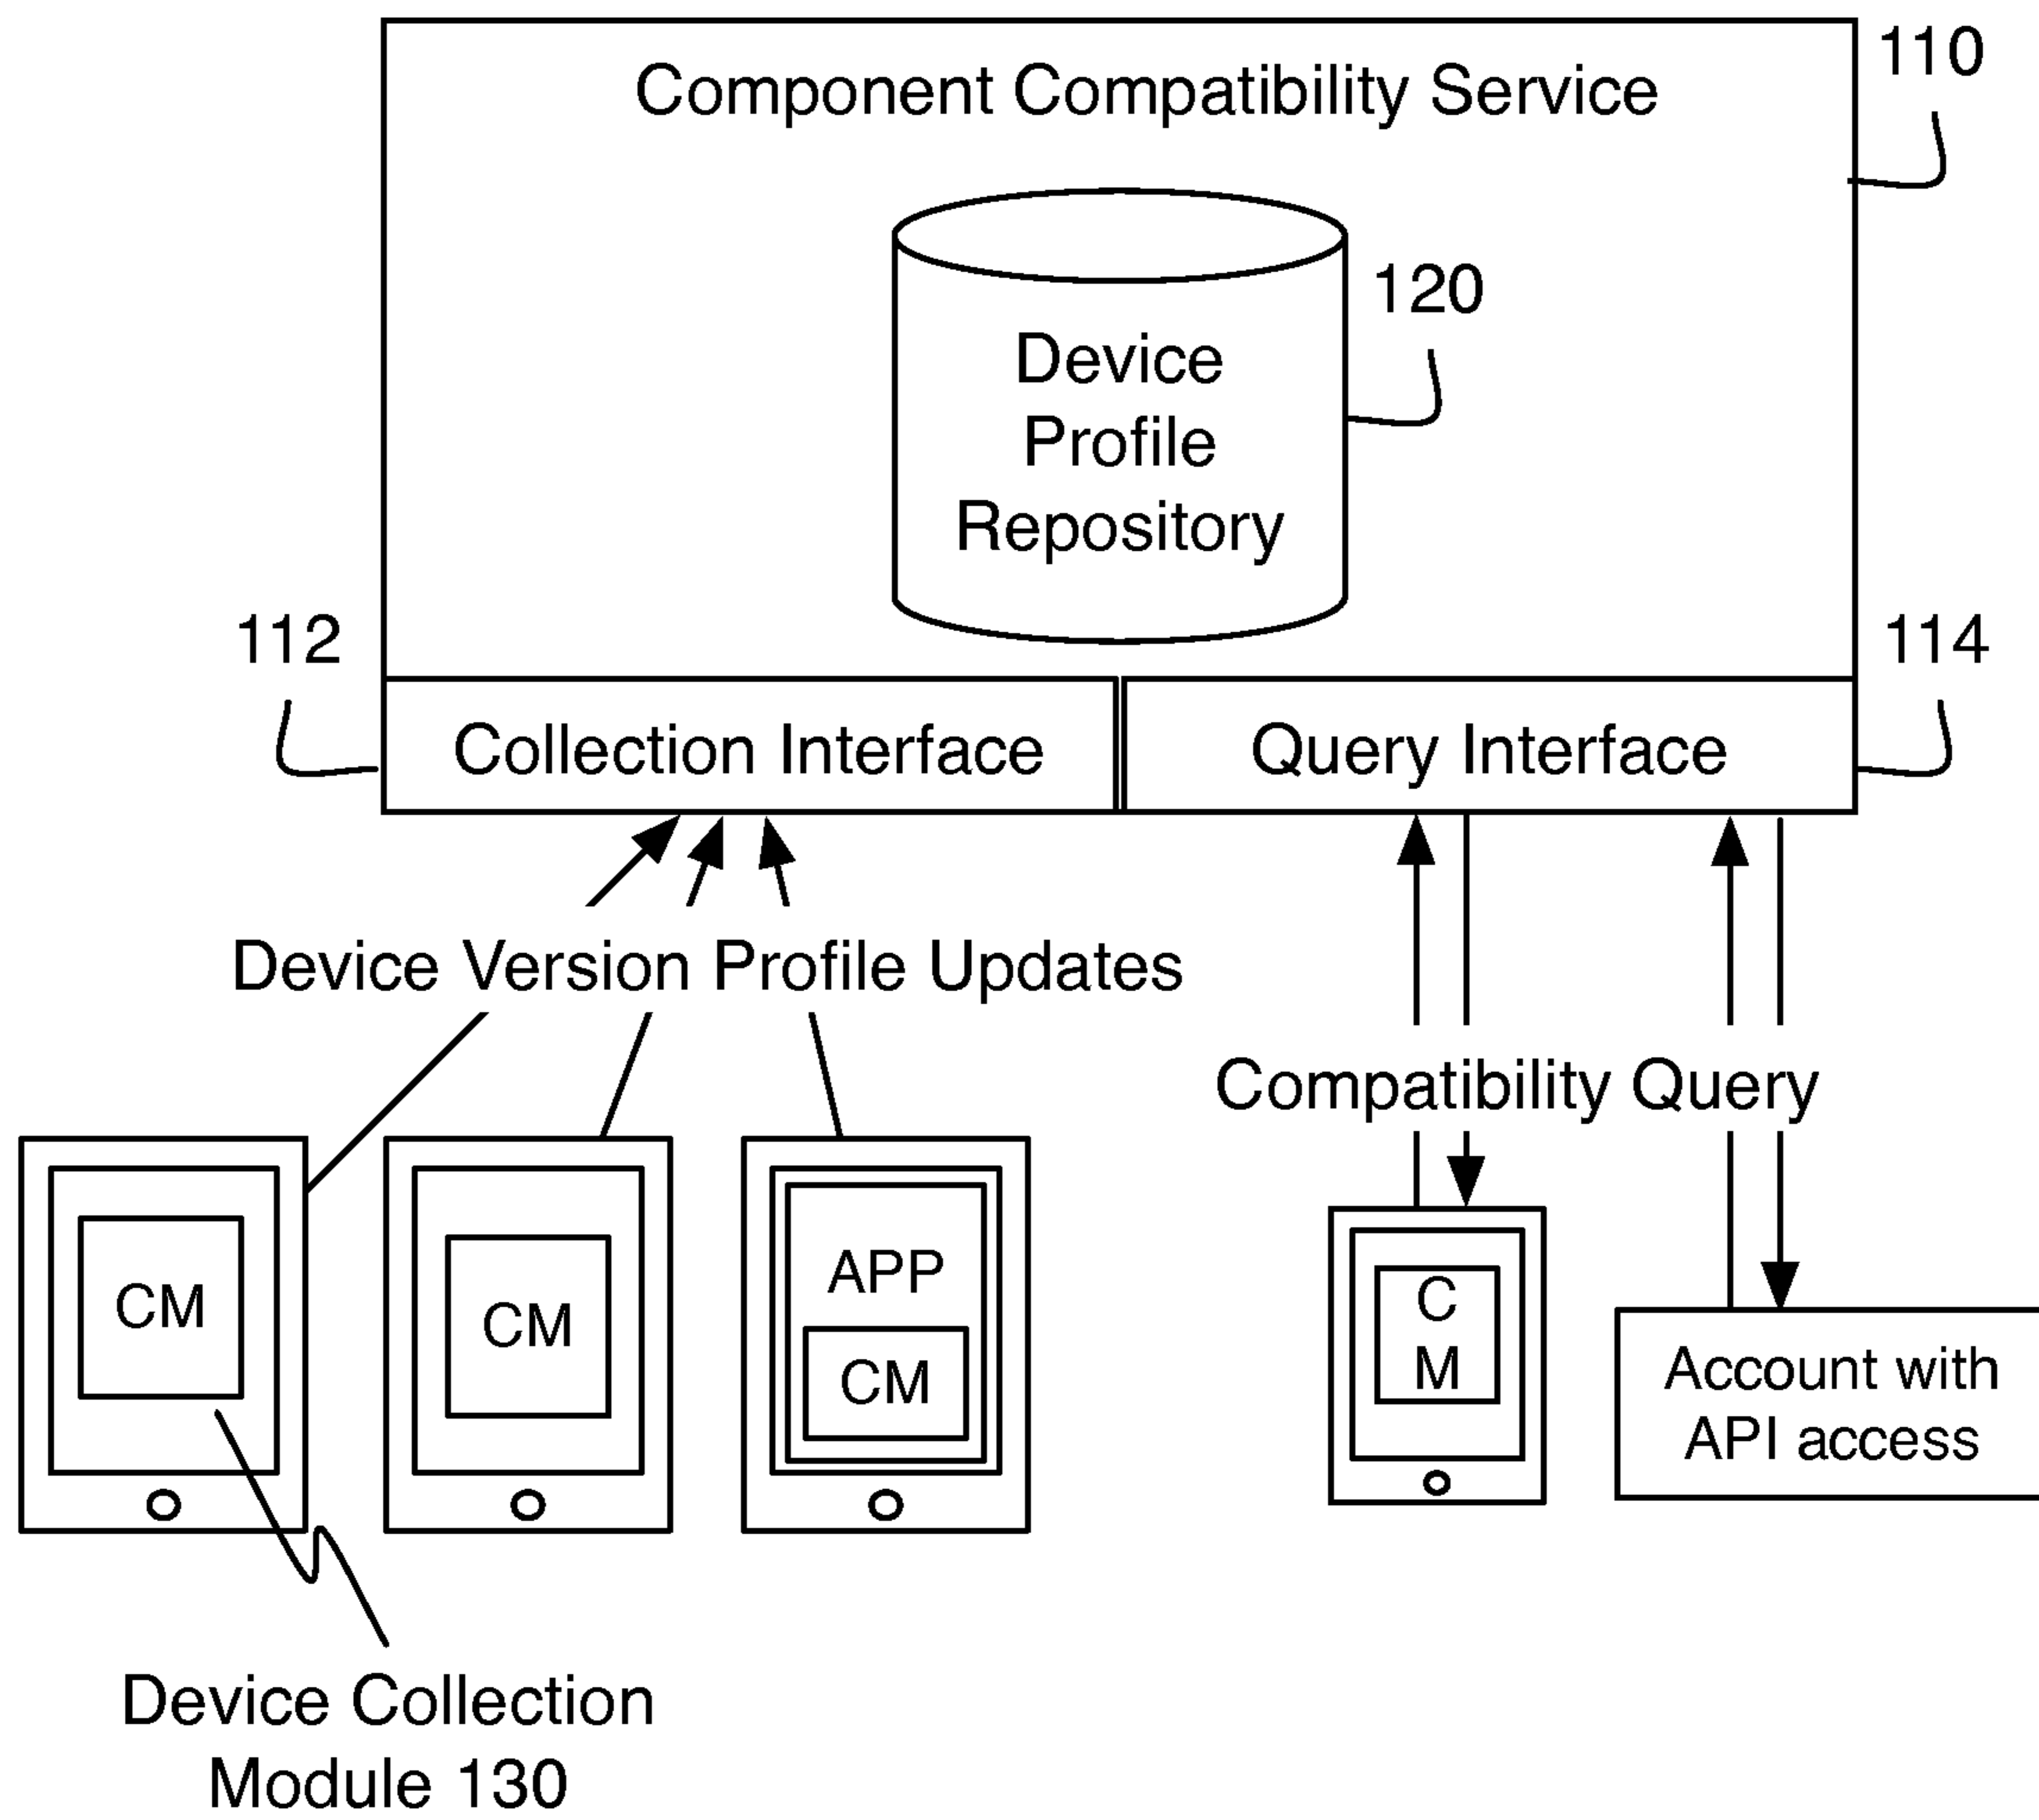 110
Component Compatibility Service
120
Device
Profile
Repository
112
114
Collection Interface
Query Interface
Device Version Profile Updates
Compatibility Query
CM
CM
APP
CM
C
M
Account with
API access
Device Collection
Module 130